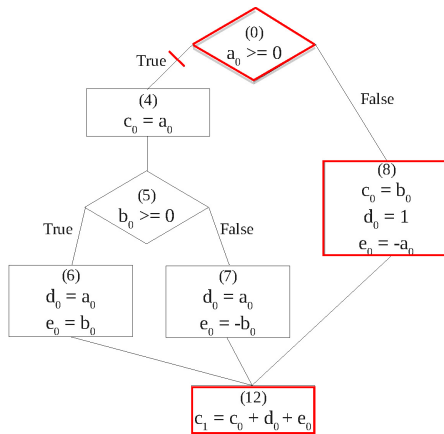 (0)
a₀ >= 0
True
False
(4)
c₀ = a₀
(5)
b₀ >= 0
True
False
(8)
c₀ = b₀
d₀ = 1
e₀ = -a₀
(6)
d₀ = a₀
e₀ = b₀
(7)
d₀ = a₀
e₀ = -b₀
(12)
c₁ = c₀ + d₀ + e₀